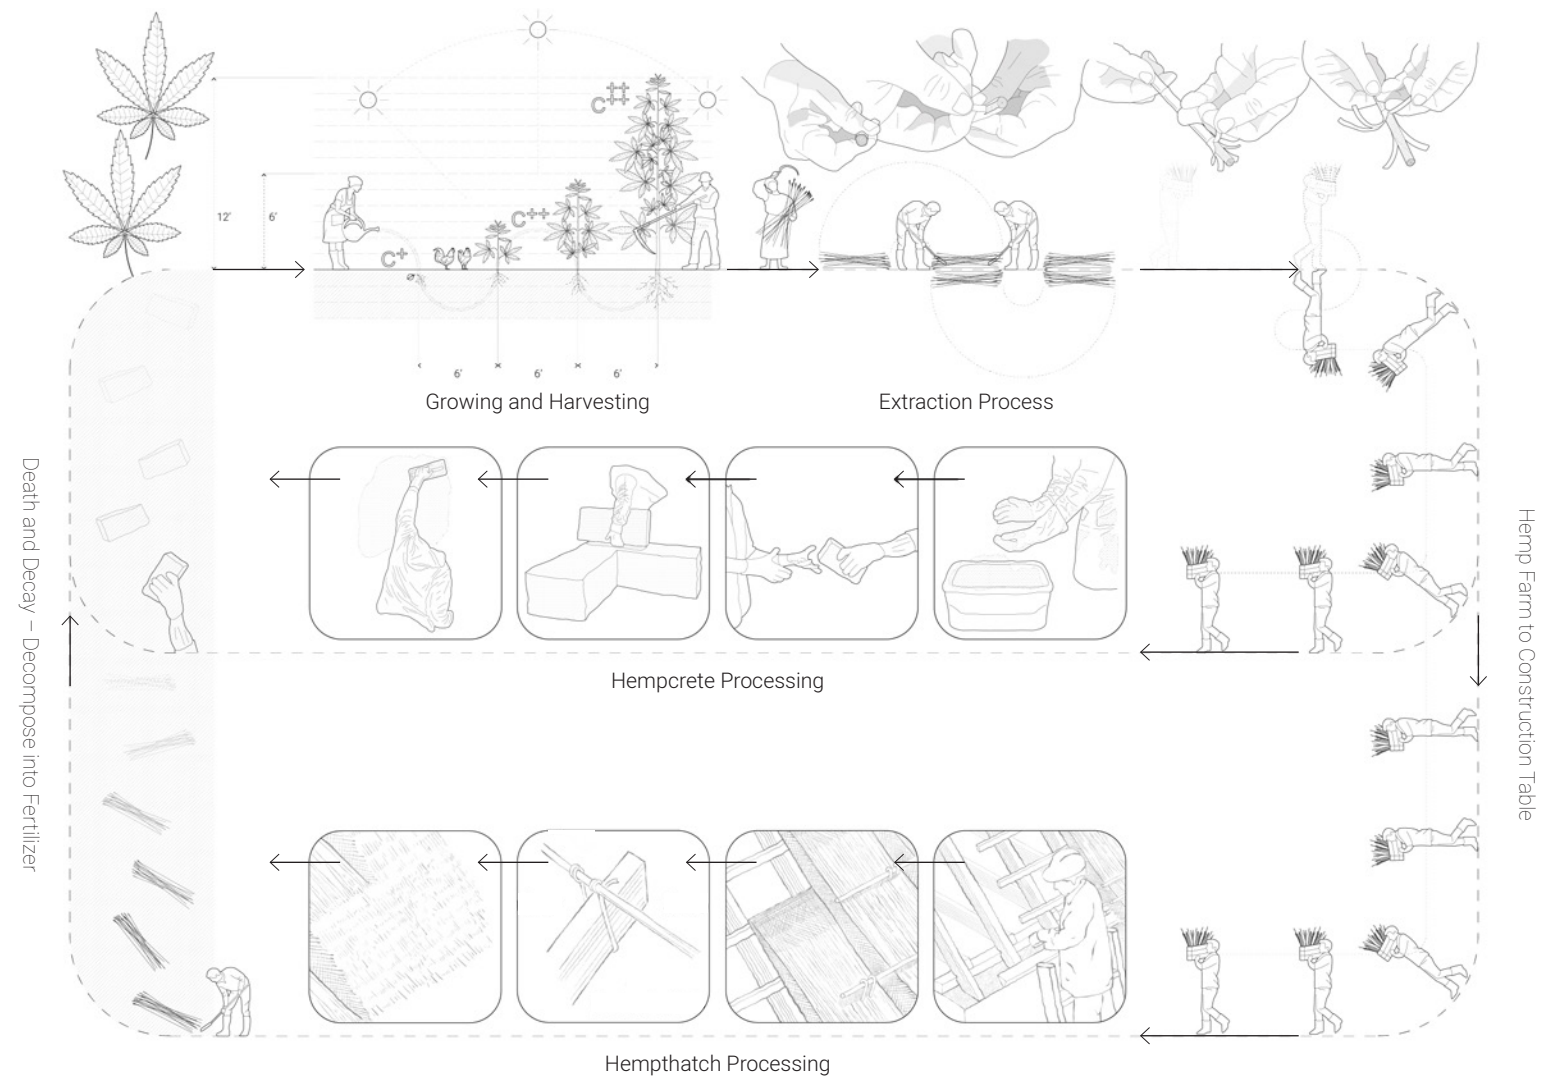 C++
12'
6'
C++
C+
6'
6'
6'
Growing and Harvesting
Extraction Process
Death and Decay – Decompose into Fertilizer
Hemp Farm to Construction Table
Hempcrete Processing
Hempthatch Processing